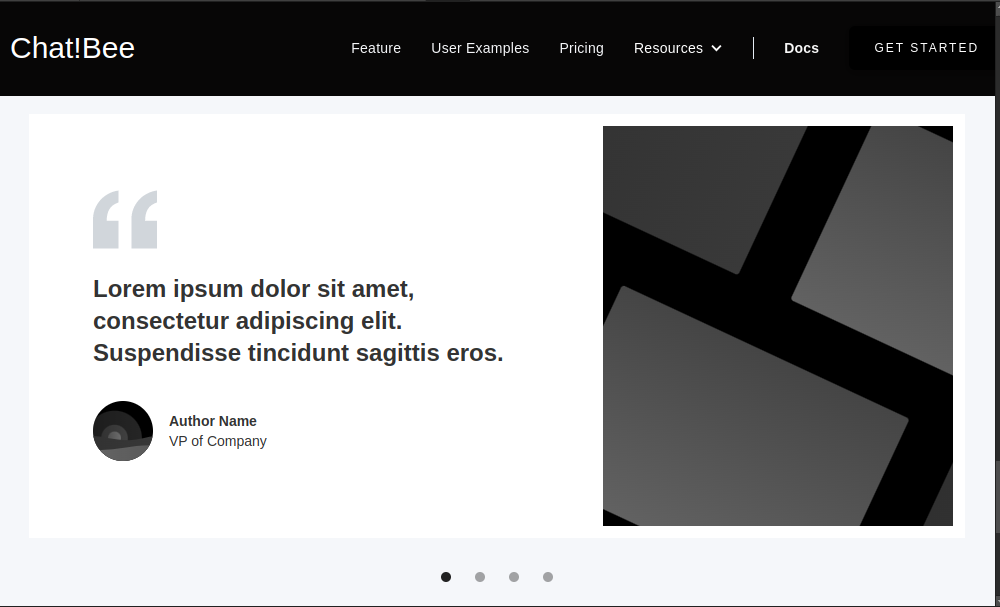 Chat!Bee
Feature
User Examples
Pricing
Resources
Docs
GET STARTED
Lorem ipsum dolor sit amet,
consectetur adipiscing elit.
Suspendisse tincidunt sagittis eros.
Author Name
VP of Company